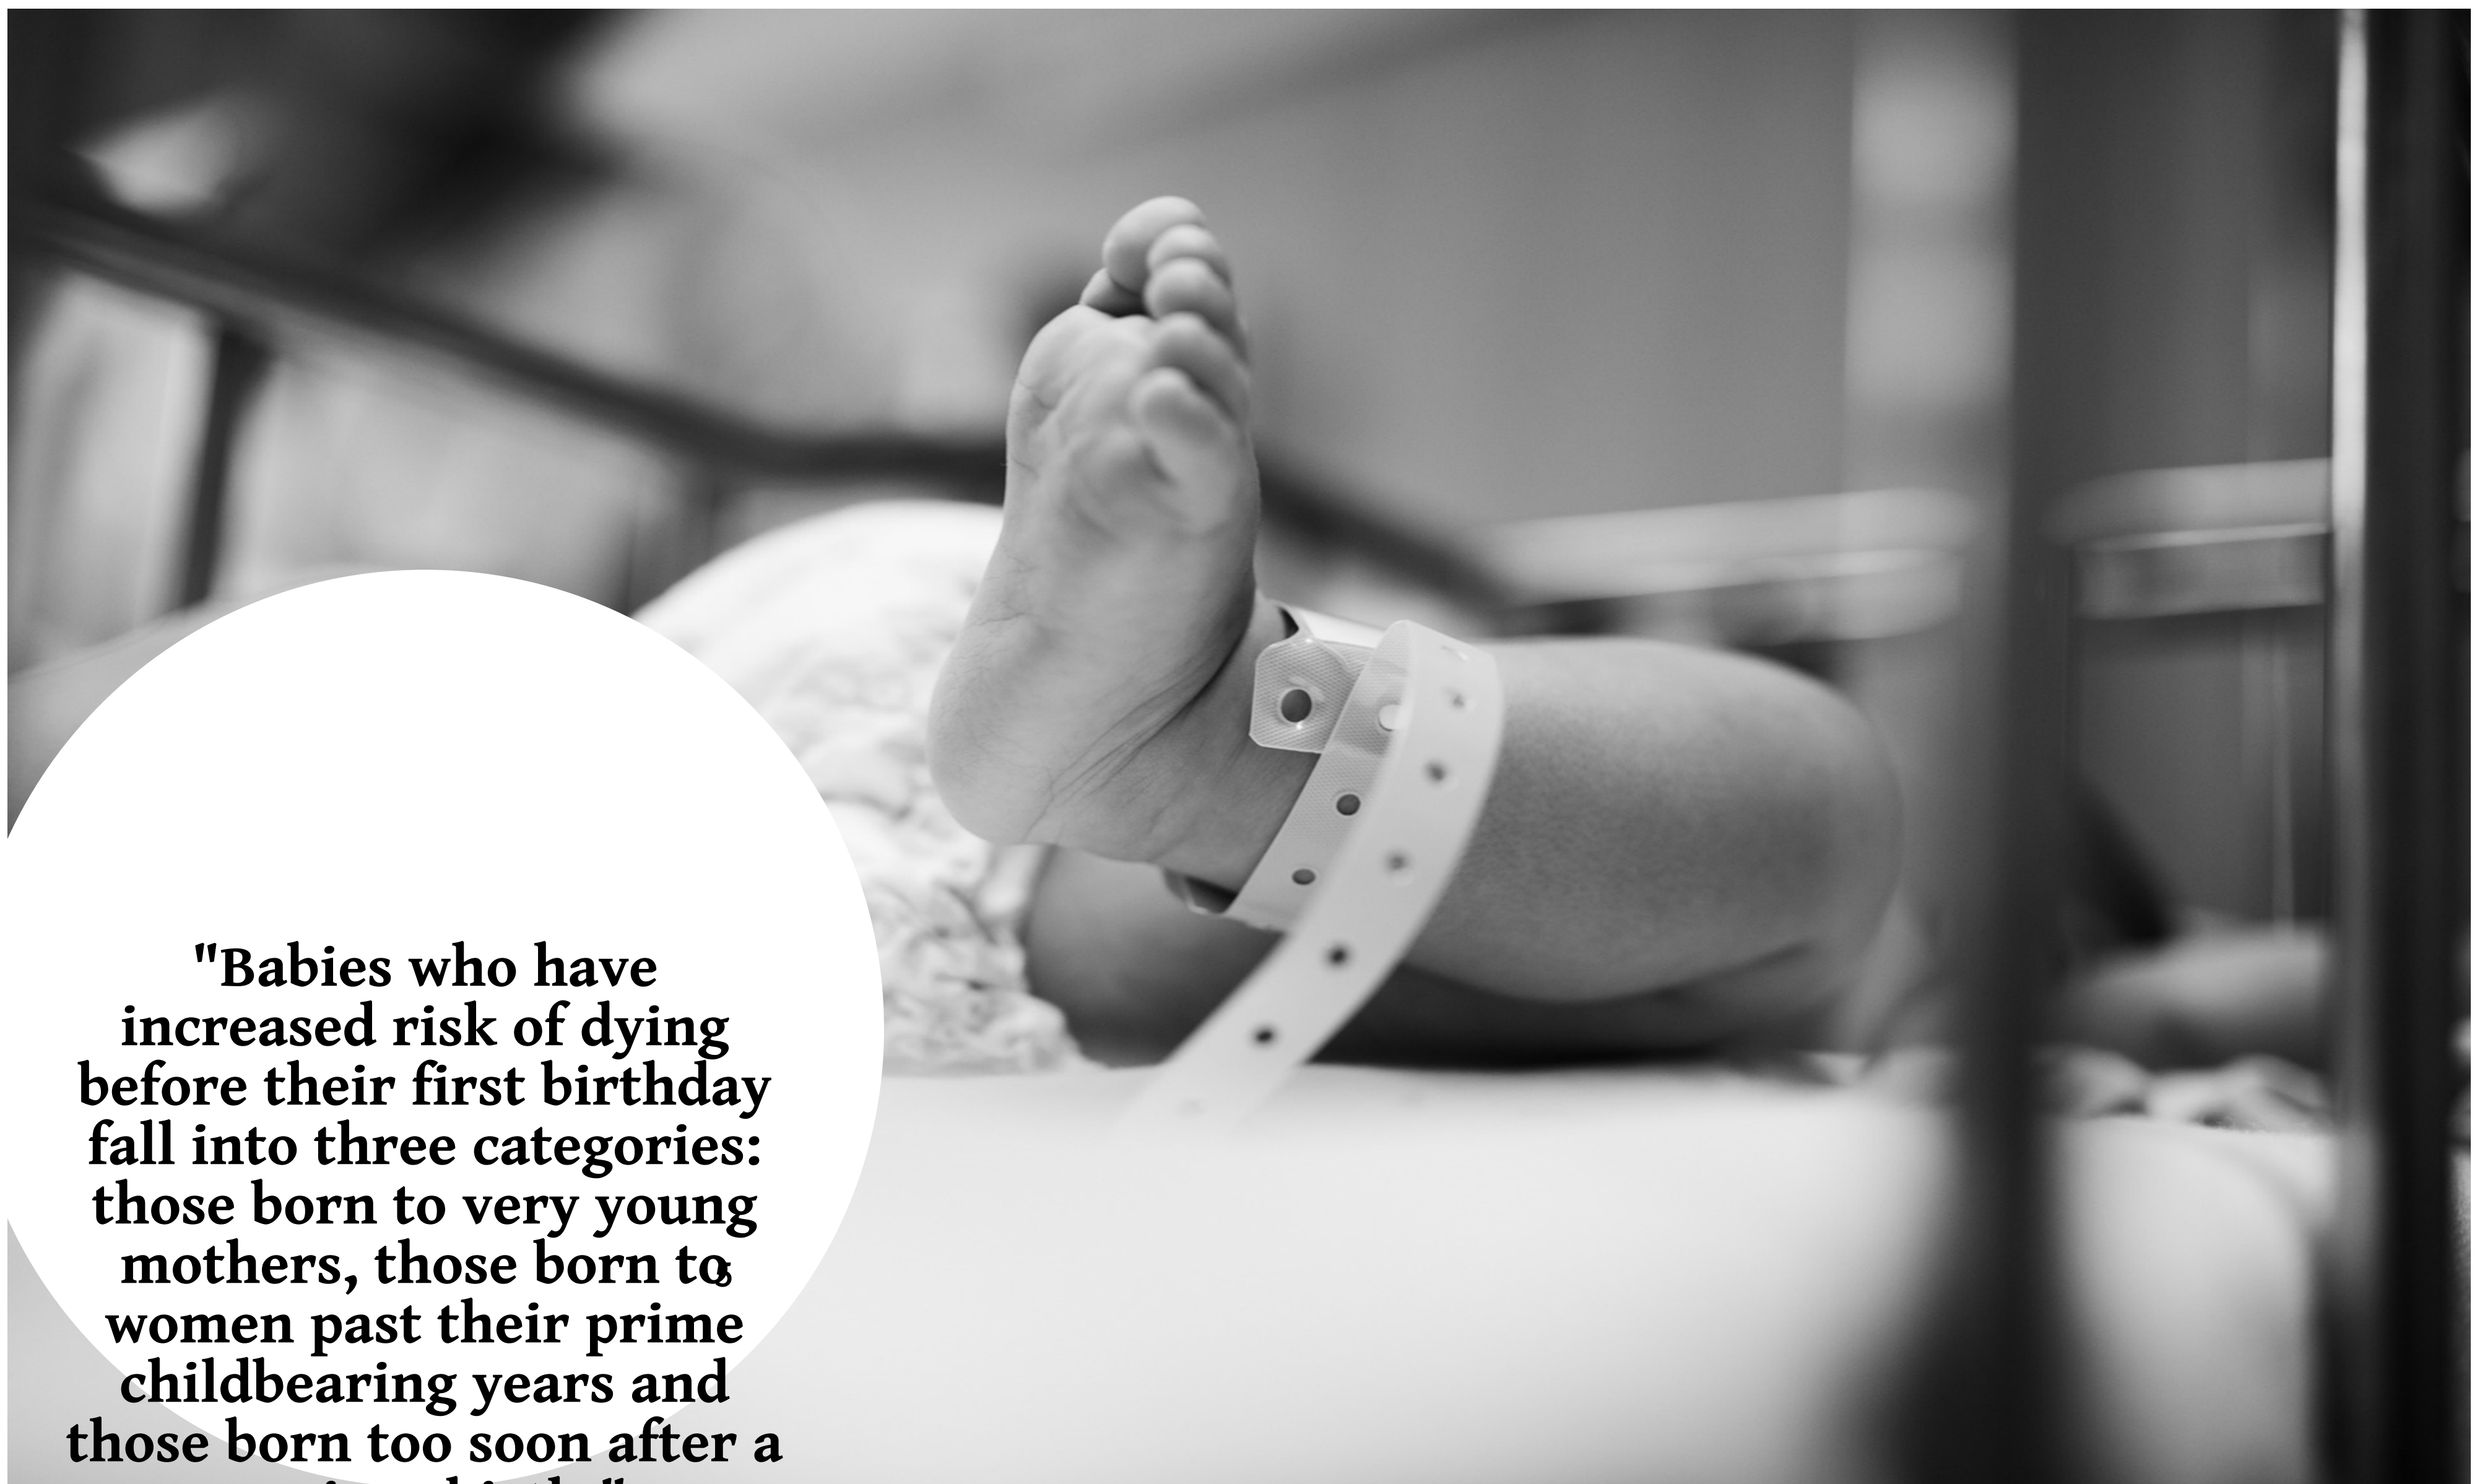 "Babies who have
increased risk of dying
before their first birthday
fall into three categories:
those born to very young
mothers, those born to
women past their prime
childbearing years and
those born too soon after a